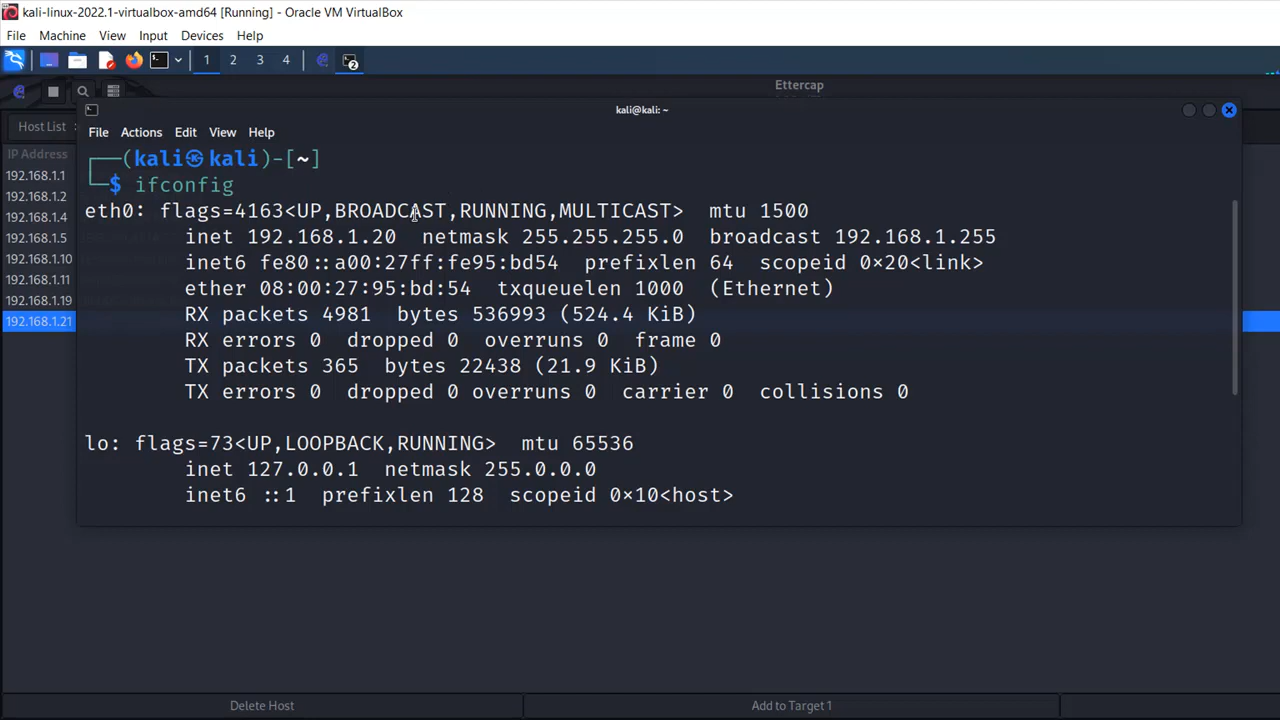 kali-linux-2022.1-virtualbox-amd64 [Running] - Oracle VM VirtualBox
File Machine View Input Devices Help
1 2 3 4 2
Ettercap
kali@kali: ~
Host List
File Actions Edit View Help
IP Address
192.168.1.1
192.168.1.2
192.168.1.4
192.168.1.5
192.168.1.10
192.168.1.11
192.168.1.19
192.168.1.21
┌──(kali㉿kali)-[~]
└─$ ifconfig
eth0: flags=4163<UP,BROADCAST,RUNNING,MULTICAST> mtu 1500
inet 192.168.1.20 netmask 255.255.255.0 broadcast 192.168.1.255
inet6 fe80::a00:27ff:fe95:bd54 prefixlen 64 scopeid 0×20<link>
ether 08:00:27:95:bd:54 txqueuelen 1000 (Ethernet)
RX packets 4981 bytes 536993 (524.4 KiB)
RX errors 0 dropped 0 overruns 0 frame 0
TX packets 365 bytes 22438 (21.9 KiB)
TX errors 0 dropped 0 overruns 0 carrier 0 collisions 0
lo: flags=73<UP,LOOPBACK,RUNNING> mtu 65536
inet 127.0.0.1 netmask 255.0.0.0
inet6 ::1 prefixlen 128 scopeid 0×10<host>
Delete Host
Add to Target 1